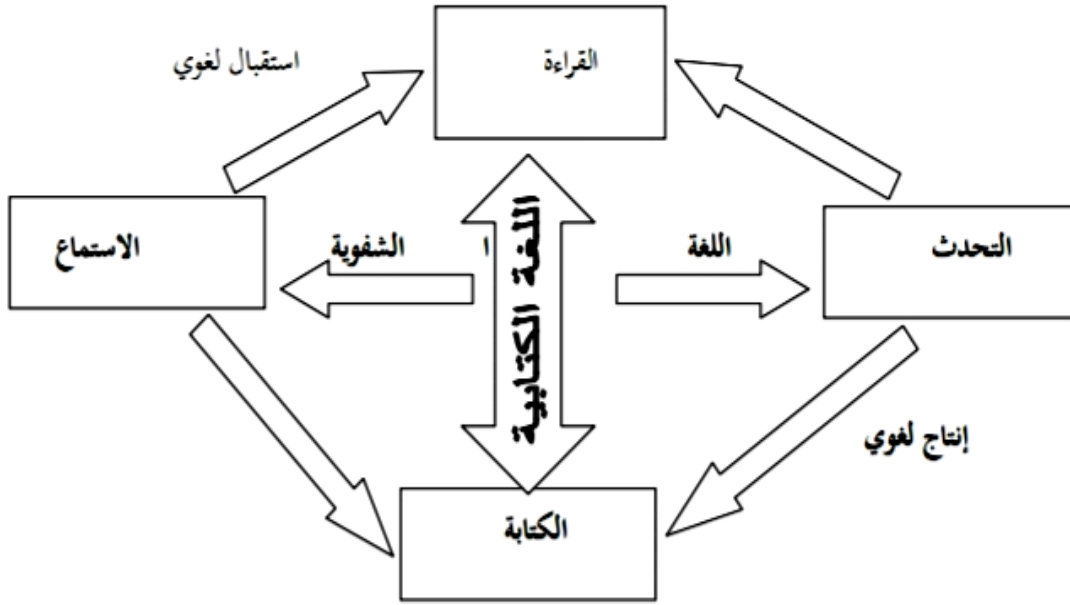 القراءة
استقبال لغوي
التحدث
اللغة
ا
الشفوية
الاستماع
اللغة الكتابية
إنتاج لغوي
الكتابة